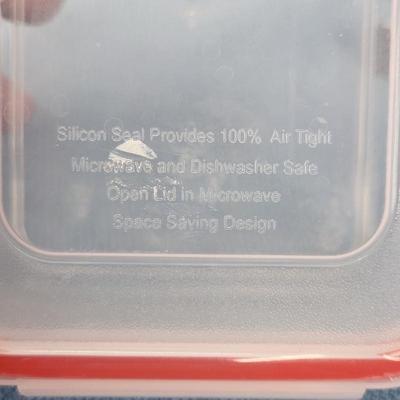 Silicon Seal Provides 100% Air Tight
Microwave and Dishwasher Safe
Open Lid in Microwave
Space Saving Design